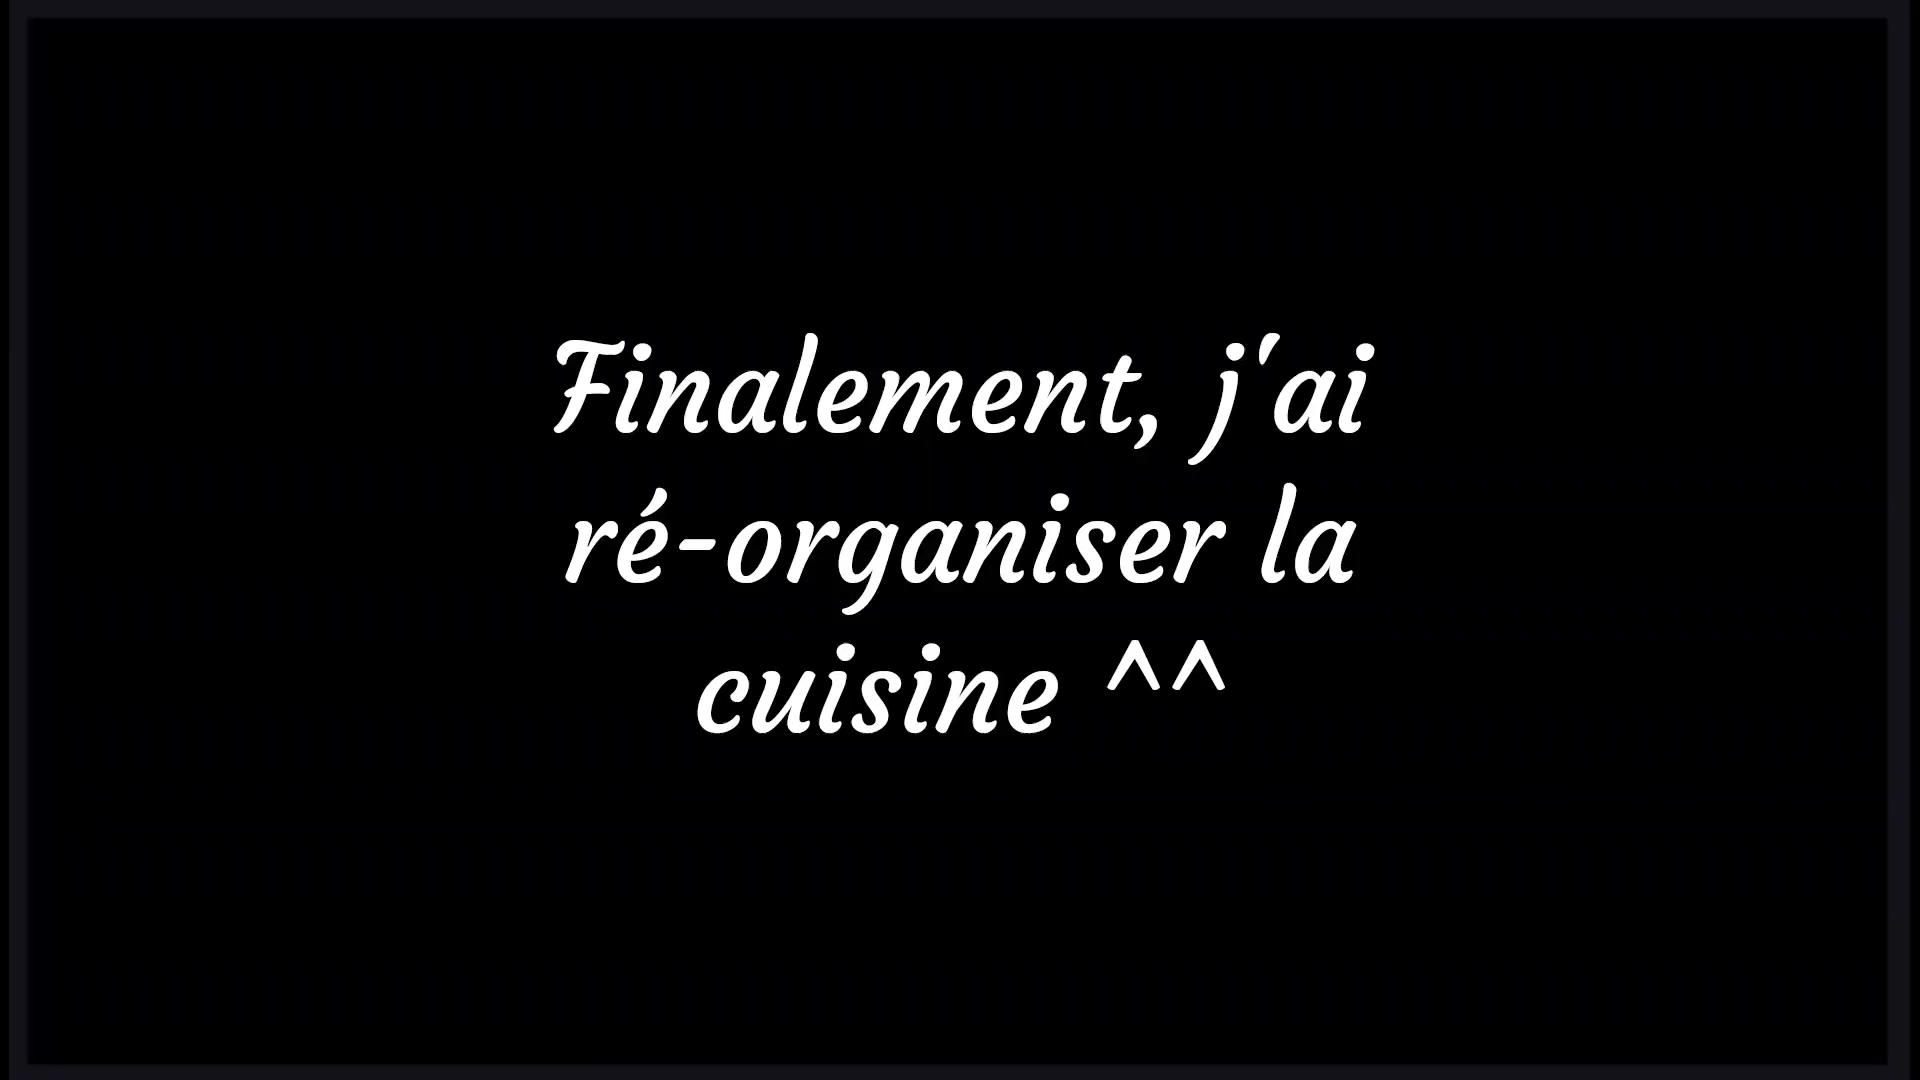 Finalement, j'ai
ré-organiser la
cuisine ^^